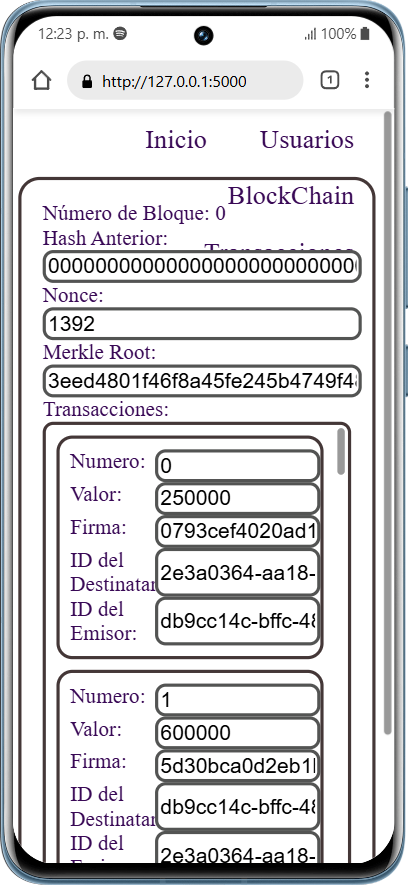 12:23 p. m.
100%
http://127.0.0.1:5000
1
Inicio Usuarios
BlockChain
Número de Bloque: 0
Transacciones
Hash Anterior:
Nonce:
1392
Merkle Root:
3eed4801f46f8a45fe245b4749f4
Transacciones:
Numero: 0
Valor: 250000
Firma: 0793cef4020ad1
ID del
Destinatar 2e3a0364-aa18-
ID del
Emisor: db9cc14c-bffc-48
Numero: 1
Valor: 600000
Firma: 5d30bca0d2eb1
ID del
Destinatar db9cc14c-bffc-48
ID del
2e3a0364-aa18-